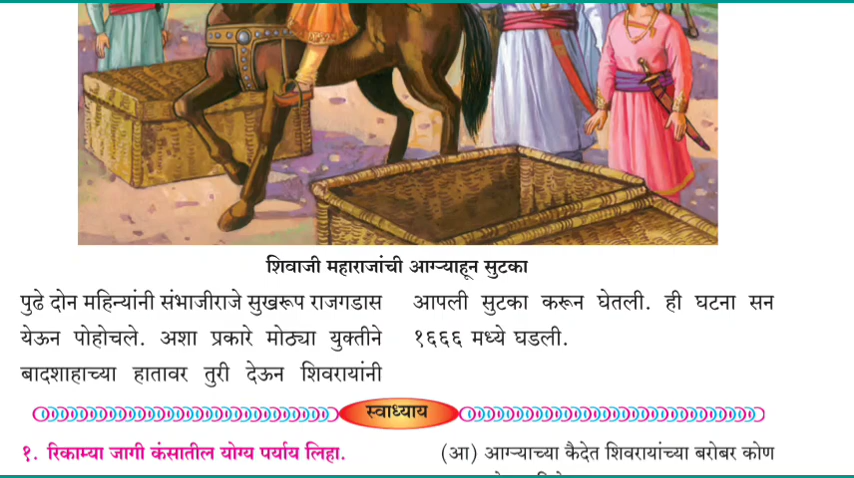 शिवाजी महाराजांची आग्ऱ्याहून सुटका
पुढे दोन महिन्यांनी संभाजीराजे सुखरूप राजगडास
येऊन पोहोचले. अशा प्रकारे मोठ्या युक्तीने
बादशाहाच्या हातावर तुरी देऊन शिवरायांनी
आपली सुटका करून घेतली. ही घटना सन
१६६६ मध्ये घडली.
स्वाध्याय
१. रिकाम्या जागी कंसातील योग्य पर्याय लिहा.
(आ) आग्ऱ्याच्या कैदेत शिवरायांच्या बरोबर कोण